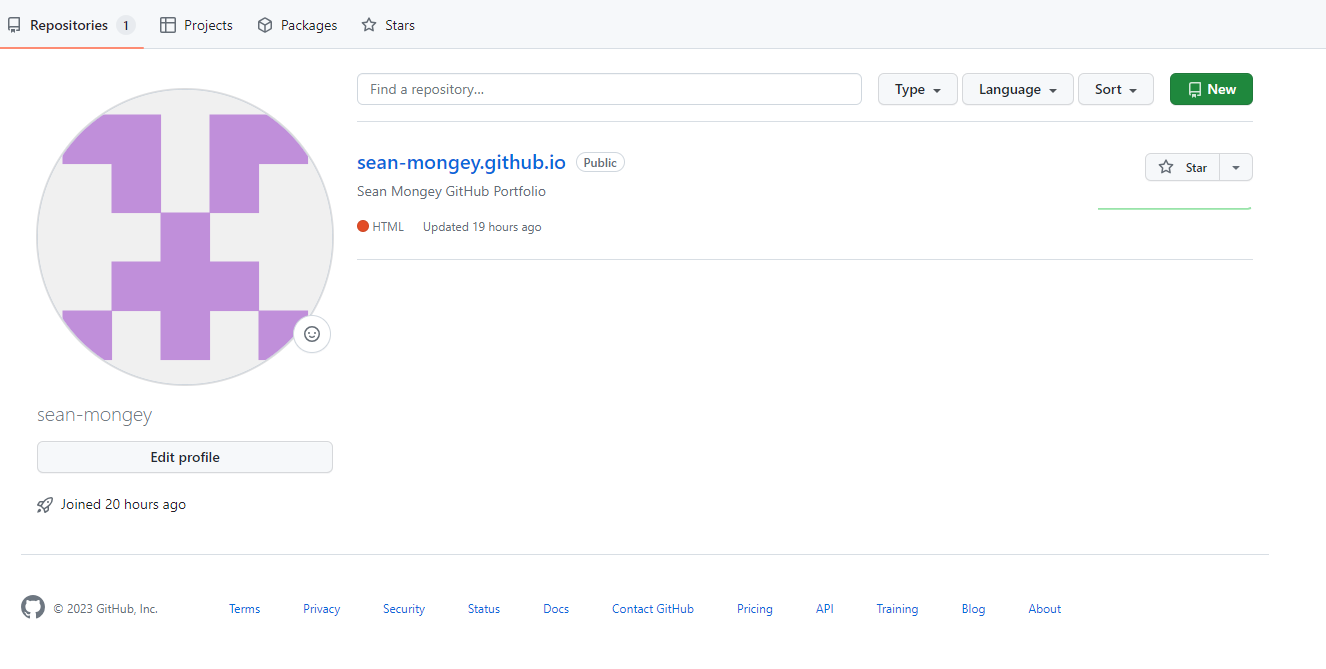 Repositories 1 Projects Packages Stars
Find a repository... Type Language Sort New
sean-mongey.github.io Public Star
Sean Mongey GitHub Portfolio
HTML Updated 19 hours ago
sean-mongey
Edit profile
Joined 20 hours ago
© 2023 GitHub, Inc. Terms Privacy Security Status Docs Contact GitHub Pricing API Training Blog About